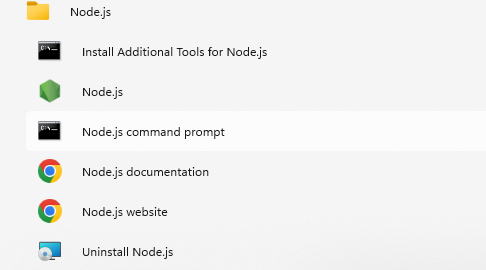 Node.js
Install Additional Tools for Node.js
Node.js
Node.js command prompt
Node.js documentation
Node.js website
Uninstall Node.js